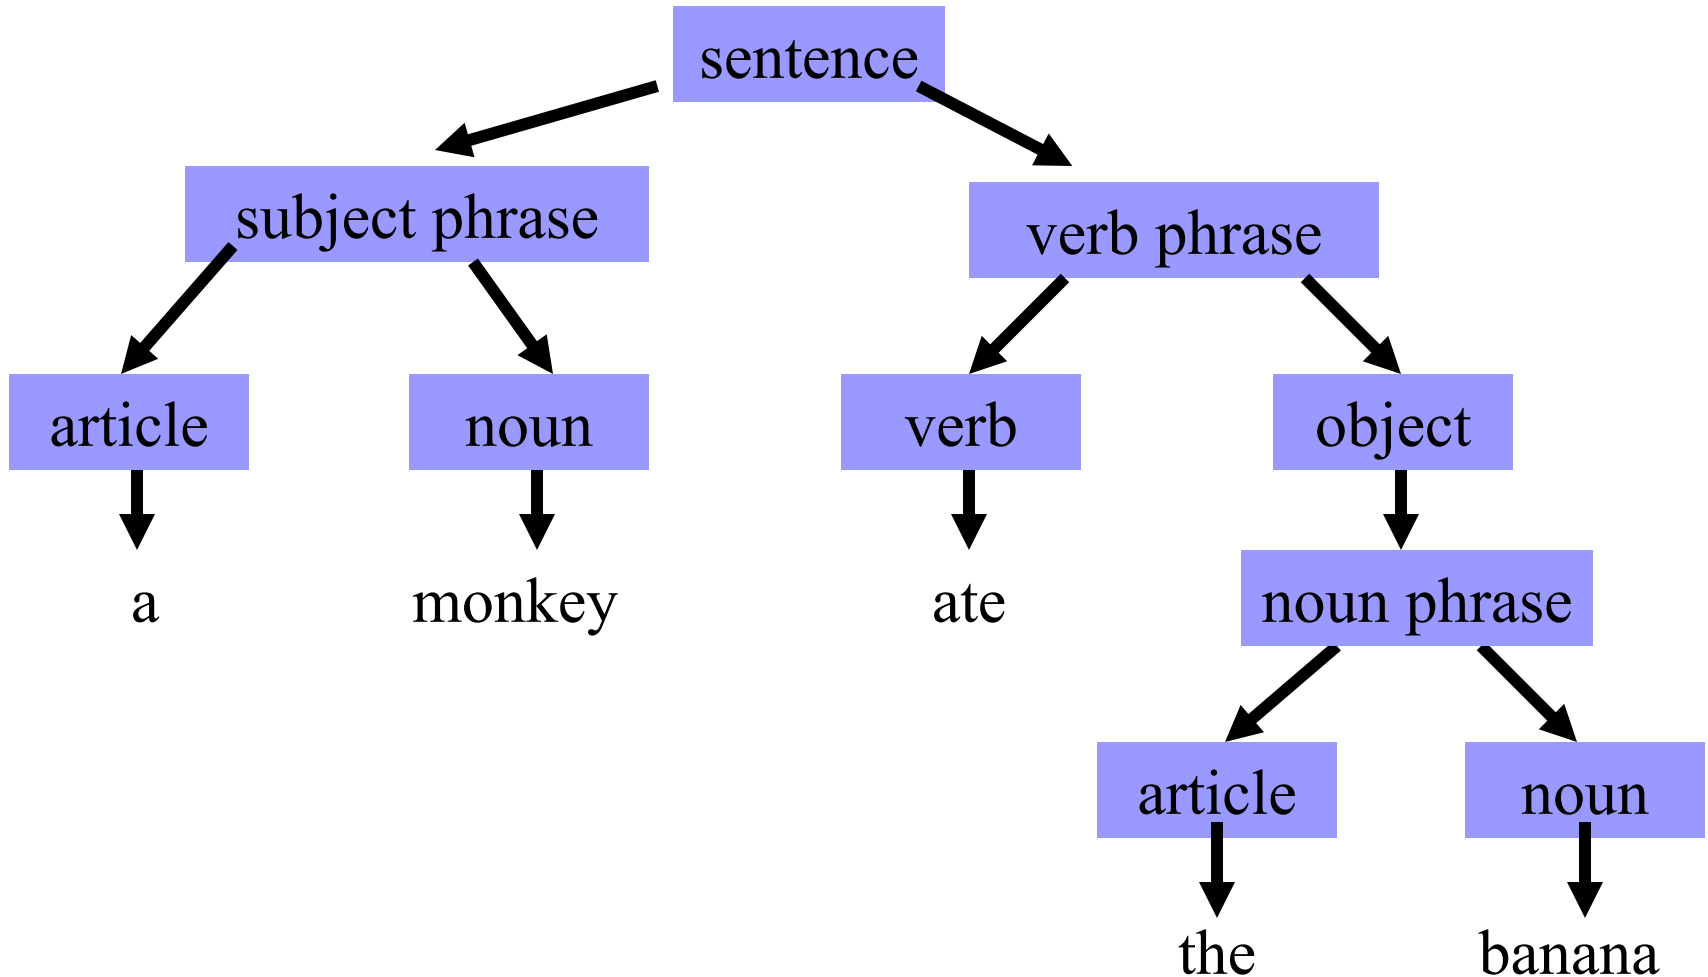 sentence
subject phrase
verb phrase
article
noun
verb
object
a
monkey
ate
noun phrase
article
noun
the
banana